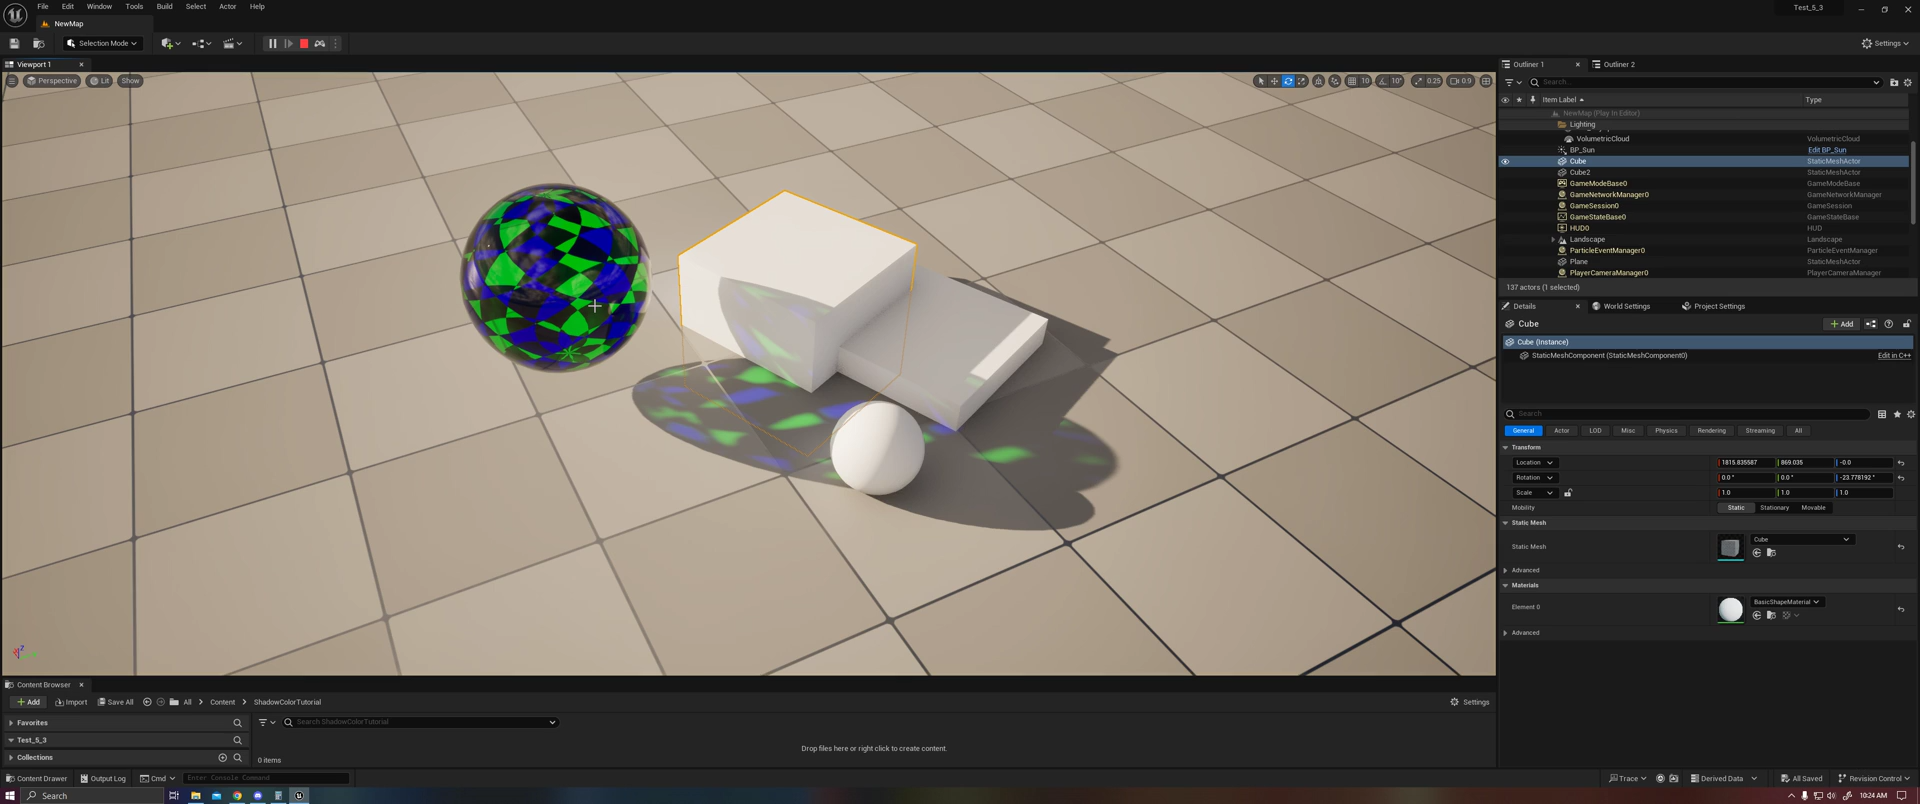 File Edit Window Tools Build Select Actor Help
Test_5_3
NewMap
Selection Mode
Settings
Viewport 1
Perspective Lit Show
10 10° 0.25 0.9
Outliner 1 Outliner 2
Search...
Item Label Type
NewMap (Play In Editor)
Lighting
VolumetricCloud VolumetricCloud
BP_Sun Edit BP_Sun
Cube StaticMeshActor
Cube2 StaticMeshActor
GameModeBase0 GameModeBase
GameNetworkManager0 GameNetworkManager
GameSession0 GameSession
GameStateBase0 GameStateBase
HUD0 HUD
Landscape Landscape
ParticleEventManager0 ParticleEventManager
Plane StaticMeshActor
PlayerCameraManager0 PlayerCameraManager
137 actors (1 selected)
Details World Settings Project Settings
Cube
Add
Cube (Instance)
StaticMeshComponent (StaticMeshComponent0) Edit in C++
Search
General Actor LOD Misc Physics Rendering Streaming All
Transform
Location 1815.835587 869.035 -0.0
Rotation 0.0 ° 0.0 ° -23.778192 °
Scale 1.0 1.0 1.0
Mobility Static Stationary Movable
Static Mesh
Static Mesh Cube
Advanced
Materials
Element 0 BasicShapeMaterial
Advanced
Z
Content Browser
Add Import Save All All Content ShadowColorTutorial Settings
Favorites
Search ShadowColorTutorial
Test_5_3
Drop files here or right click to create content.
Collections
0 items
Content Drawer Output Log Cmd Enter Console Command Trace Derived Data All Saved Revision Control
Search
10:24 AM